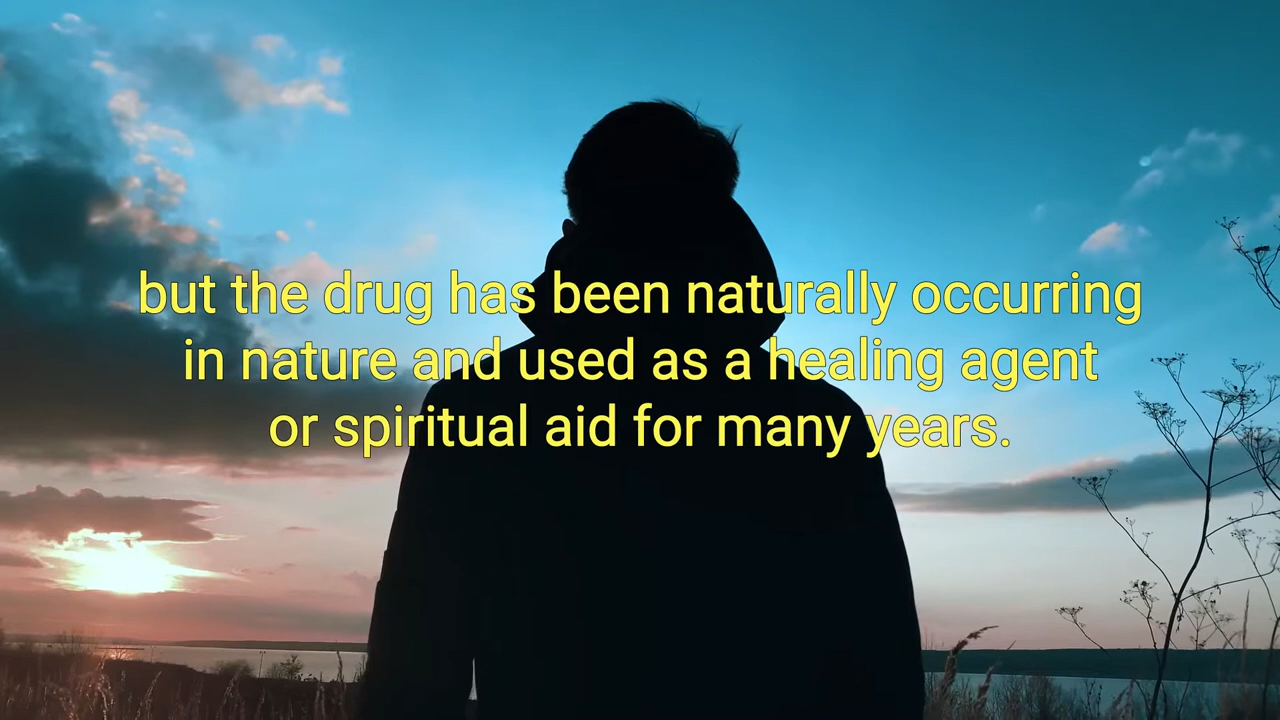 but the drug has been naturally occurring
in nature and used as a healing agent
or spiritual aid for many years.